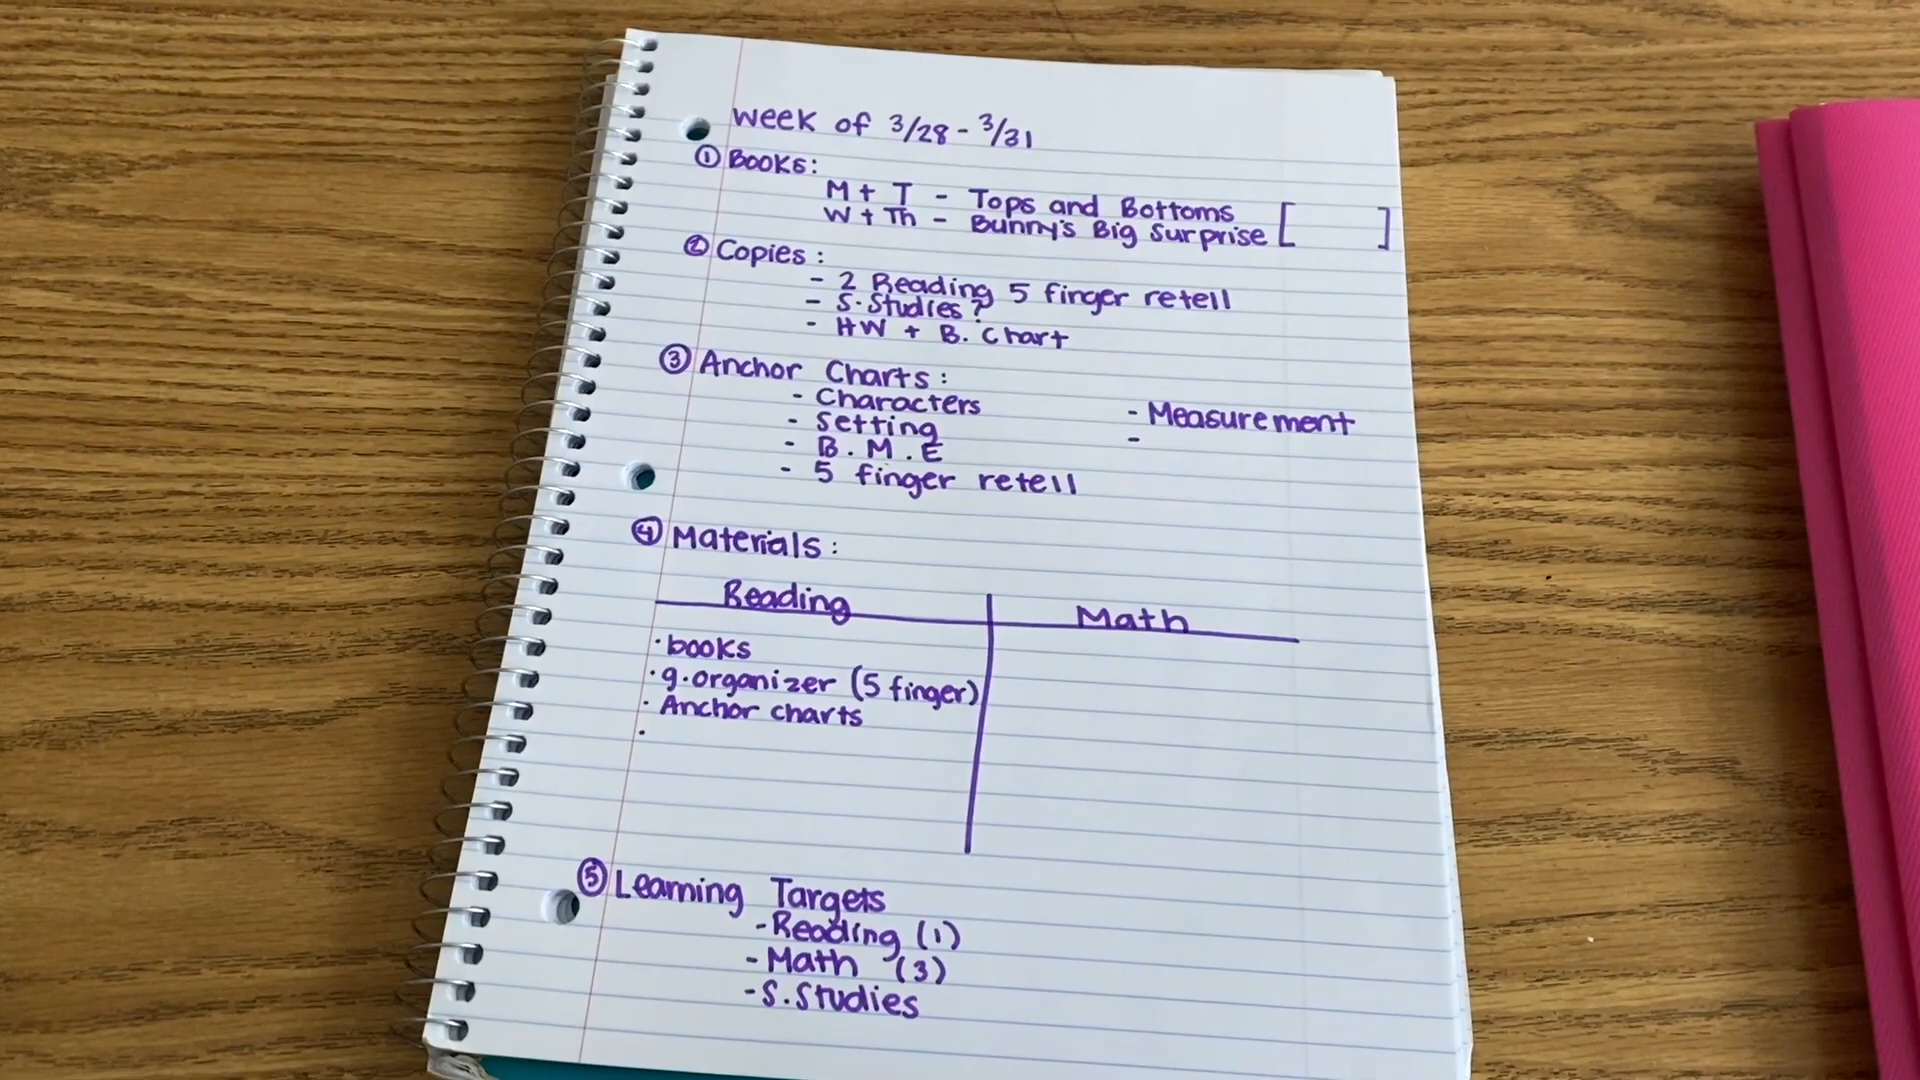 Week of 3/28 - 3/31
① Books:
M + T - Tops and Bottoms
W + Th - Bunny's Big Surprise [ ]
② Copies:
- 2 Reading 5 finger retell
- S. Studies?
- HW + B. Chart
③ Anchor Charts:
- Characters
- Setting
- B.M.E
- 5 finger retell
- Measurement
-
④ Materials:
Reading
Math
· books
· g.organizer (5 finger)
· Anchor charts
·
⑤ Learning Targets
- Reading (1)
- Math (3)
- S. Studies